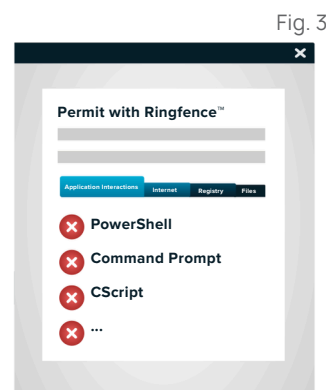 Fig. 3
Permit with Ringfence™
Application Interactions Internet Registry Files
PowerShell
Command Prompt
CScript
...